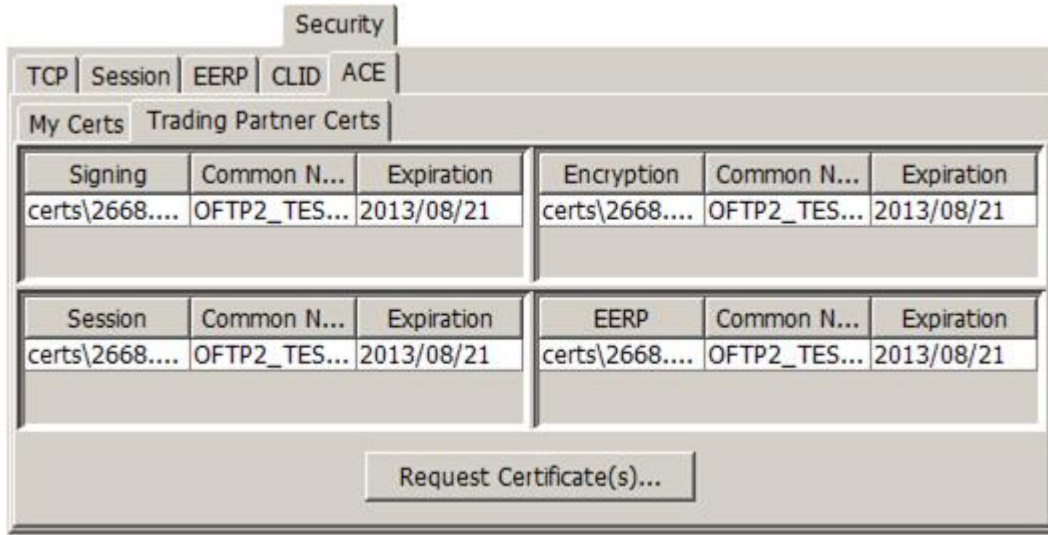 Security
TCP Session EERP CLID ACE
My Certs Trading Partner Certs
Signing Common N... Expiration Encryption Common N... Expiration
certs\2668.... OFTP2_TES... 2013/08/21 certs\2668.... OFTP2_TES... 2013/08/21
Session Common N... Expiration EERP Common N... Expiration
certs\2668.... OFTP2_TES... 2013/08/21 certs\2668.... OFTP2_TES... 2013/08/21
Request Certificate(s)...